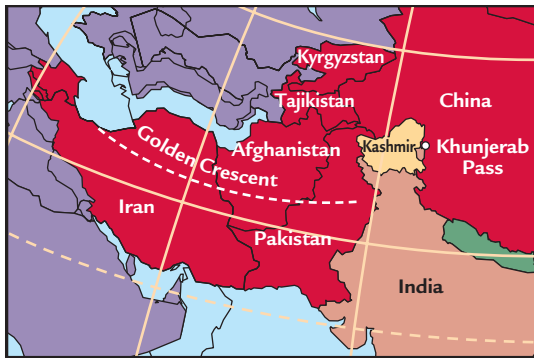 Kyrgyzstan
Tajikistan
China
Golden Crescent
Afghanistan
Kashmir
Khunjerab
Pass
Iran
Pakistan
India